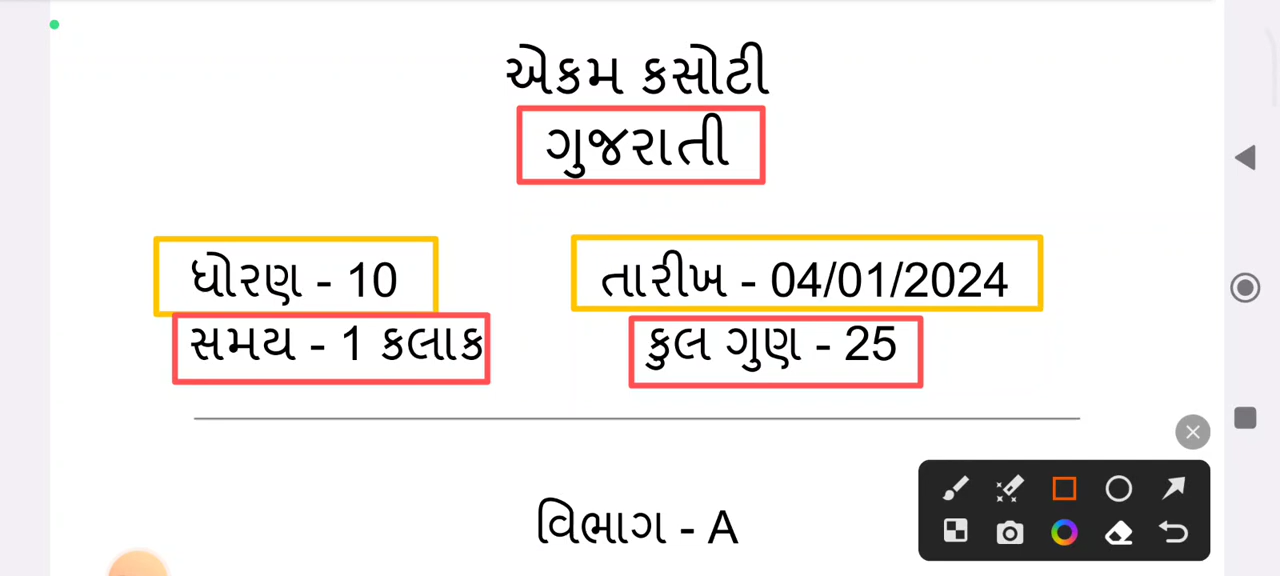 એકમ કસોટી
ગુજરાતી
ધોરણ - 10 તારીખ - 04/01/2024
સમય - 1 કલાક કુલ ગુણ - 25
વિભાગ - A